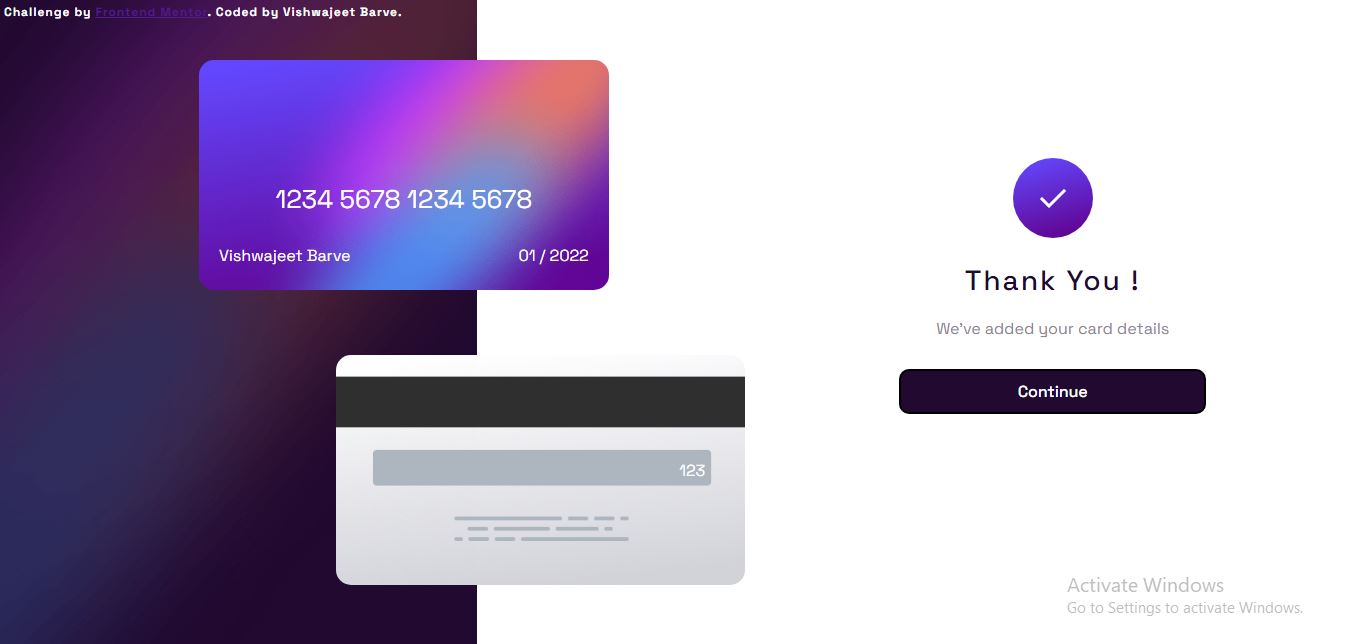 Challenge by Frontend Mentor. Coded by Vishwajeet Barve.
1234 5678 1234 5678
Vishwajeet Barve
01 / 2022
123
Thank You !
We've added your card details
Continue
Activate Windows
Go to Settings to activate Windows.